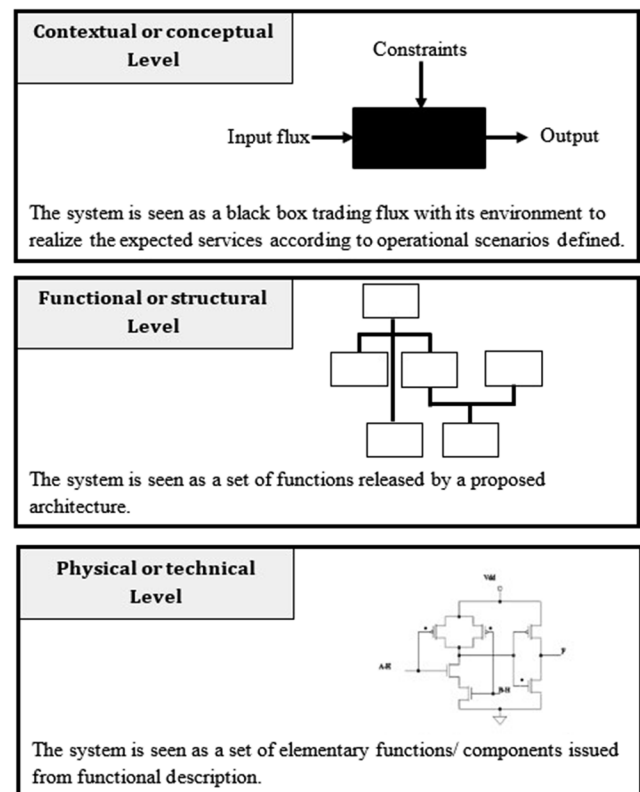 Contextual or conceptual
Level
Constraints
Input flux
Output
The system is seen as a black box trading flux with its environment to
realize the expected services according to operational scenarios defined.
Functional or structural
Level
The system is seen as a set of functions released by a proposed
architecture.
Physical or technical
Level
Vdd
A-H
B-H
F
The system is seen as a set of elementary functions/ components issued
from functional description.